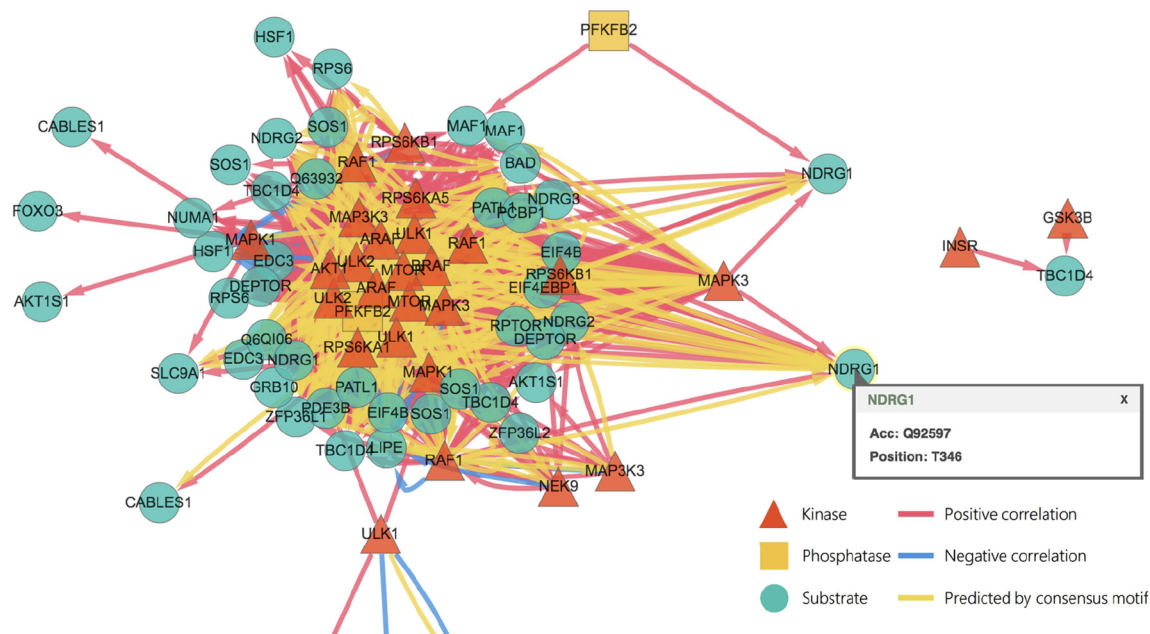 PFKFB2
HSF1
RPS6
CABLES1
MAF1
MAF1
SOS1
NDRG2
RPS6KB1
RAF1
BAD
SOS1
Q63932
NDRG1
TBC1D4
RPS6KA5
NDRG3
PATL1
PCBP1
FOXO3
NUMA1
MAP3K3
GSK3B
ULK1
ARAF
RAF1
MAPK1
HSF1
INSR
EIF4B
EDC3
ULK2
AKT1
MTOR
BRAF
RPS6KB1
TBC1D4
MAPK3
DEPTOR
ARAF
EIF4EBP1
RPS6
ULK2
MTOR
MAPK3
AKT1S1
PFKFB2
RPTOR
NDRG2
Q6QI06
ULK1
DEPTOR
RPS6KA1
EDC3
NDRG1
SLC9A1
MAPK1
NDRG1
GRB10
PATL1
SOS1
AKT1S1
TBC1D4
ZFP36L1
PDE3B
EIF4B
SOS1
ZFP36L2
TBC1D4
LIPE
RAF1
MAP3K3
NEK9
CABLES1
ULK1
NDRG1 x
Acc: Q92597
Position: T346
Kinase Positive correlation
Phosphatase Negative correlation
Substrate Predicted by consensus motif